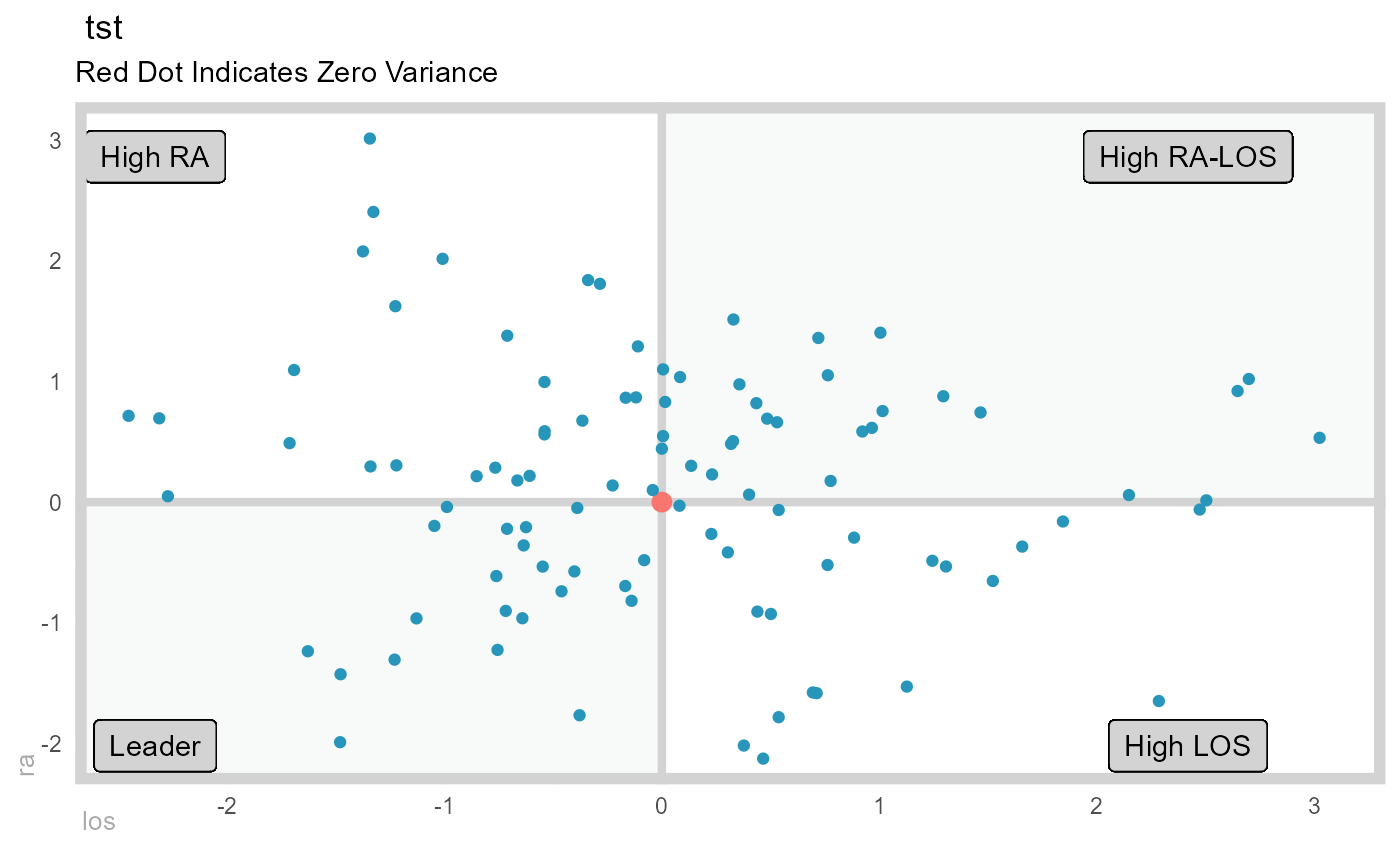 tst
Red Dot Indicates Zero Variance
3
High RA
High RA-LOS
2
1
0
-1
-2
Leader
High LOS
ra
-2
-1
0
1
2
3
los